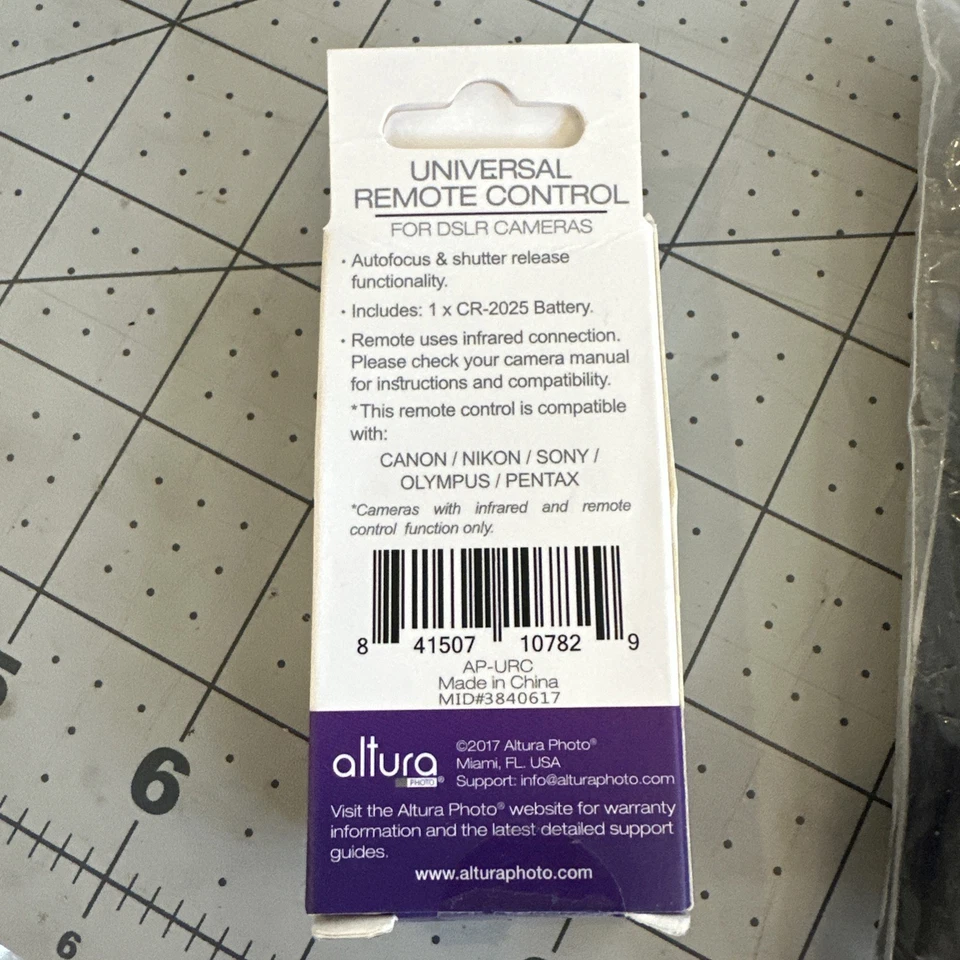 UNIVERSAL
REMOTE CONTROL
FOR DSLR CAMERAS
· Autofocus & shutter release
functionality.
· Includes: 1 x CR-2025 Battery.
· Remote uses infrared connection.
Please check your camera manual
for instructions and compatibility.
*This remote control is compatible
with:
CANON / NIKON / SONY /
OLYMPUS / PENTAX
*Cameras with infrared and remote
control function only.
8 41507 10782 9
AP-URC
Made in China
MID#3840617
altura
PHOTO®
©2017 Altura Photo®
Miami, FL. USA
Support: info@alturaphoto.com
Visit the Altura Photo® website for warranty
information and the latest detailed support
guides.
www.alturaphoto.com
5
6
6